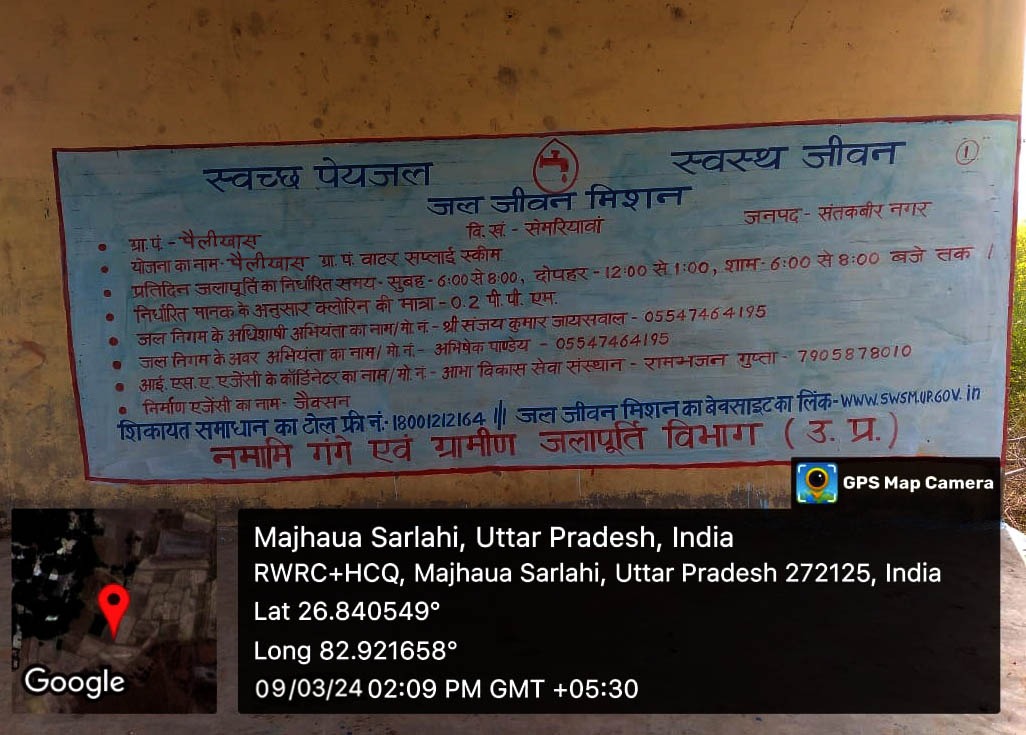 स्वच्छ पेयजल स्वस्थ जीवन 1
जल जीवन मिशन
ग्रा.पं.- पैलीखास वि.खं.- सेमरियावां जनपद- संतकबीर नगर
योजना का नाम- पैलीखास ग्रा.पं. वाटर सप्लाई स्कीम
प्रतिदिन जलापूर्ति का निर्धारित समय- सुबह- 6:00 से 8:00, दोपहर - 12:00 से 1:00, शाम- 6:00 से 8:00 बजे तक ।
निर्धारित मानक के अनुसार क्लोरिन की मात्रा - 0.2 पी. पी. एम.
जल निगम के अधिशाषी अभियंता का नाम/मो.नं.- श्री संजय कुमार जायसवाल - 05547464195
जल निगम के अवर अभियंता का नाम/ मो.नं.- अभिषेक पाण्डेय - 05547464195
आई. एस. ए. एजेंसी के कॉर्डिनेटर का नाम/मो.नं.- आभा विकास सेवा संस्थान - रामभजन गुप्ता - 7905878010
निर्माण एजेंसी का नाम- जैक्सन
शिकायत समाधान का टोल फ्री नं.- 18001212164 ||| जल जीवन मिशन का बेवसाइट का लिंक- WWW.SWSM.UP.GOV.in
नमामि गंगे एवं ग्रामीण जलापूर्ति विभाग ( उ. प्र.)
GPS Map Camera
Majhaua Sarlahi, Uttar Pradesh, India
RWRC+HCQ, Majhaua Sarlahi, Uttar Pradesh 272125, India
Lat 26.840549°
Long 82.921658°
09/03/24 02:09 PM GMT +05:30
Google